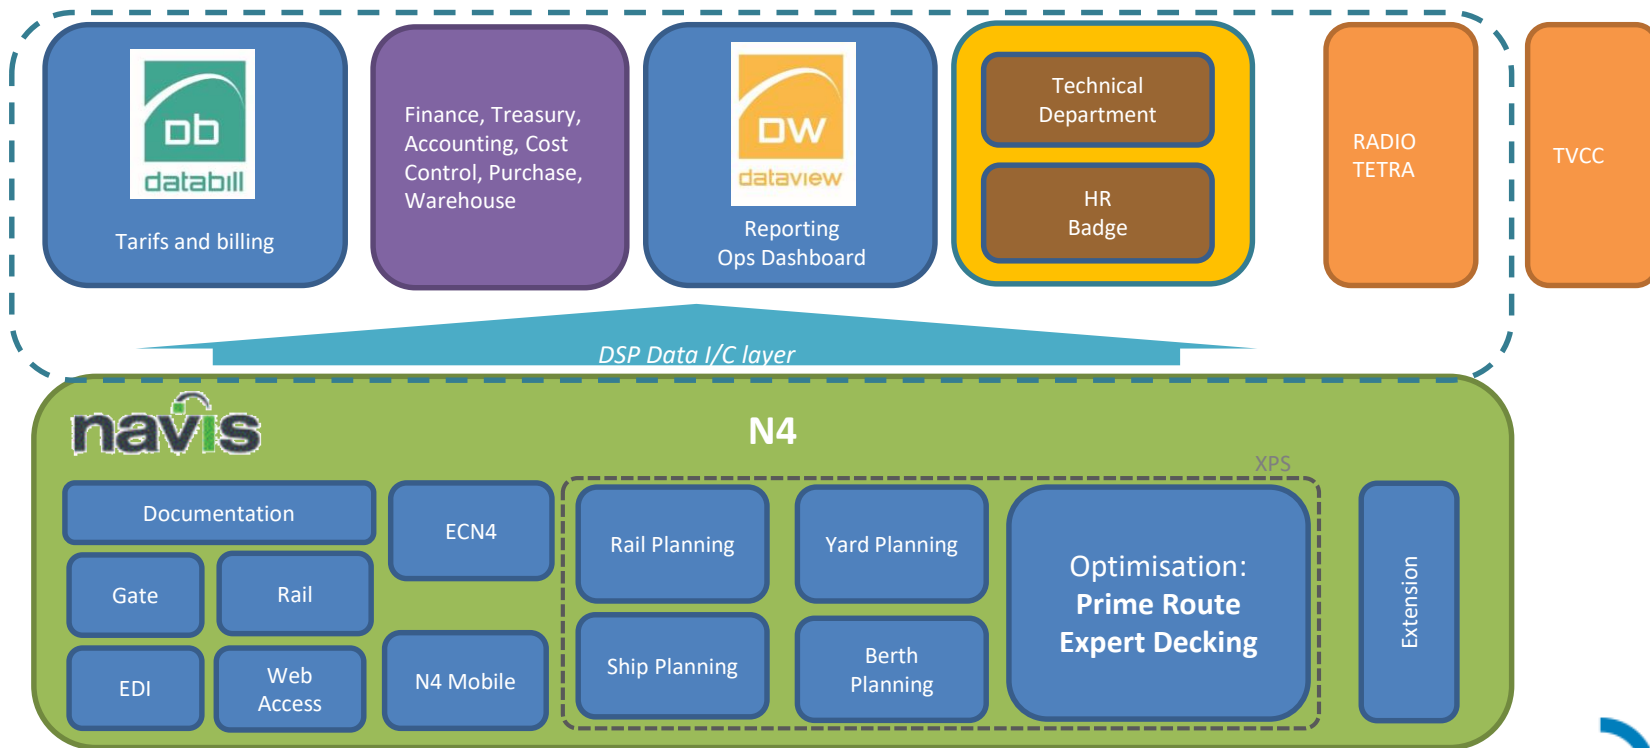 db
databill
Tarifs and billing
Finance, Treasury,
Accounting, Cost
Control, Purchase,
Warehouse
DW
dataview
Reporting
Ops Dashboard
Technical
Department
HR
Badge
RADIO
TETRA
TVCC
DSP Data I/C layer
navis
N4
XPS
Documentation
ECN4
Gate
Rail
EDI
Web
Access
N4 Mobile
Rail Planning
Yard Planning
Ship Planning
Berth
Planning
Optimisation:
Prime Route
Expert Decking
Extension